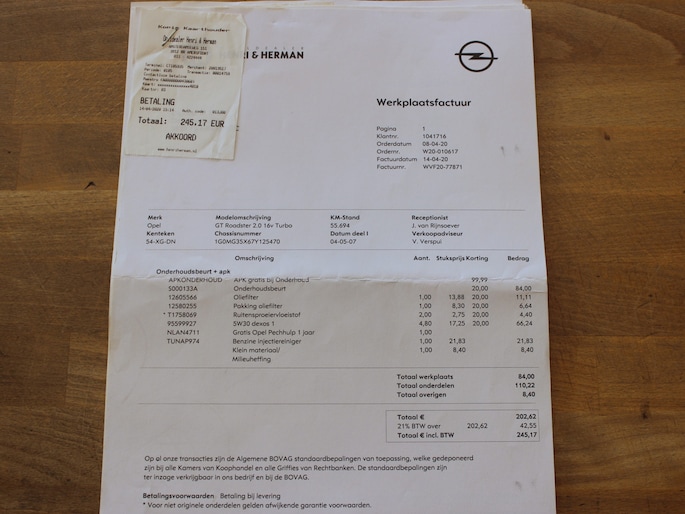 Kopie Kaarthouder
Opeldealer Henri & Herman
Terminal:
Periode:
BETALING
14-04-2020
Totaal: 245.17 EUR
AKKOORD
RI & HERMAN
Werkplaatsfactuur
Pagina 1
Klantnr. 1041716
Orderdatum 08-04-20
Ordernr. W20-010617
Factuurdatum 14-04-20
Factuurnr. WVF20-77871
Merk Modelomschrijving KM-Stand Receptionist
Opel GT Roadster 2.0 16v Turbo 55.694 J. van Rijnsoever
Kenteken Chassisnummer Datum deel I Verkoopadviseur
54-XG-DN 1G0MG35X67Y125470 04-05-07 V. Verspui
Omschrijving Aant. Stuksprijs Korting Bedrag
Onderhoudsbeurt + apk
APKONDERHOUD APK gratis bij Onderhoud 99,99
S000133A Onderhoudsbeurt 20,00 84,00
12605566 Oliefilter 1,00 13,88 20,00 11,11
12580255 Pakking oliefilter 1,00 8,30 20,00 6,64
* T1758069 Ruitensproeiervloeistof 2,00 2,75 20,00 4,40
95599927 5W30 dexos 1 4,80 17,25 20,00 66,24
NLAN4711 Gratis Opel Pechhulp 1 jaar 1,00
TUNAP974 Benzine injectiereiniger 1,00 21,83 21,83
Klein materiaal/ 1,00 8,40 8,40
Milieuheffing
Totaal werkplaats 84,00
Totaal onderdelen 110,22
Totaal overigen 8,40
Totaal € 202,62
21% BTW over 202,62 42,55
Totaal € incl. BTW 245,17
Op al onze transacties zijn de Algemene BOVAG standaardbepalingen van toepassing, welke gedeponeerd
zijn bij alle Kamers van Koophandel en alle Griffies van Rechtbanken. De standaardbepalingen zijn
ter inzage verkrijgbaar in ons bedrijf en bij de BOVAG.
Betalingsvoorwaarden Betaling bij levering
* Voor niet originele onderdelen gelden afwijkende garantie voorwaarden.